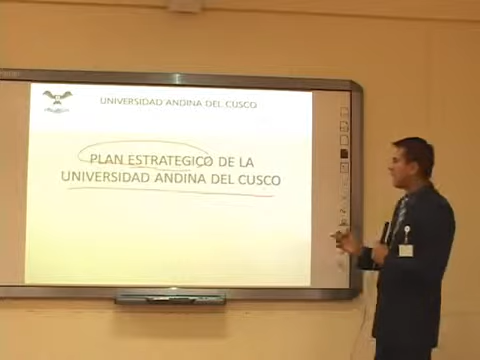 UNIVERSIDAD ANDINA DEL CUSCO
PLAN ESTRATEGICO DE LA
UNIVERSIDAD ANDINA DEL CUSCO